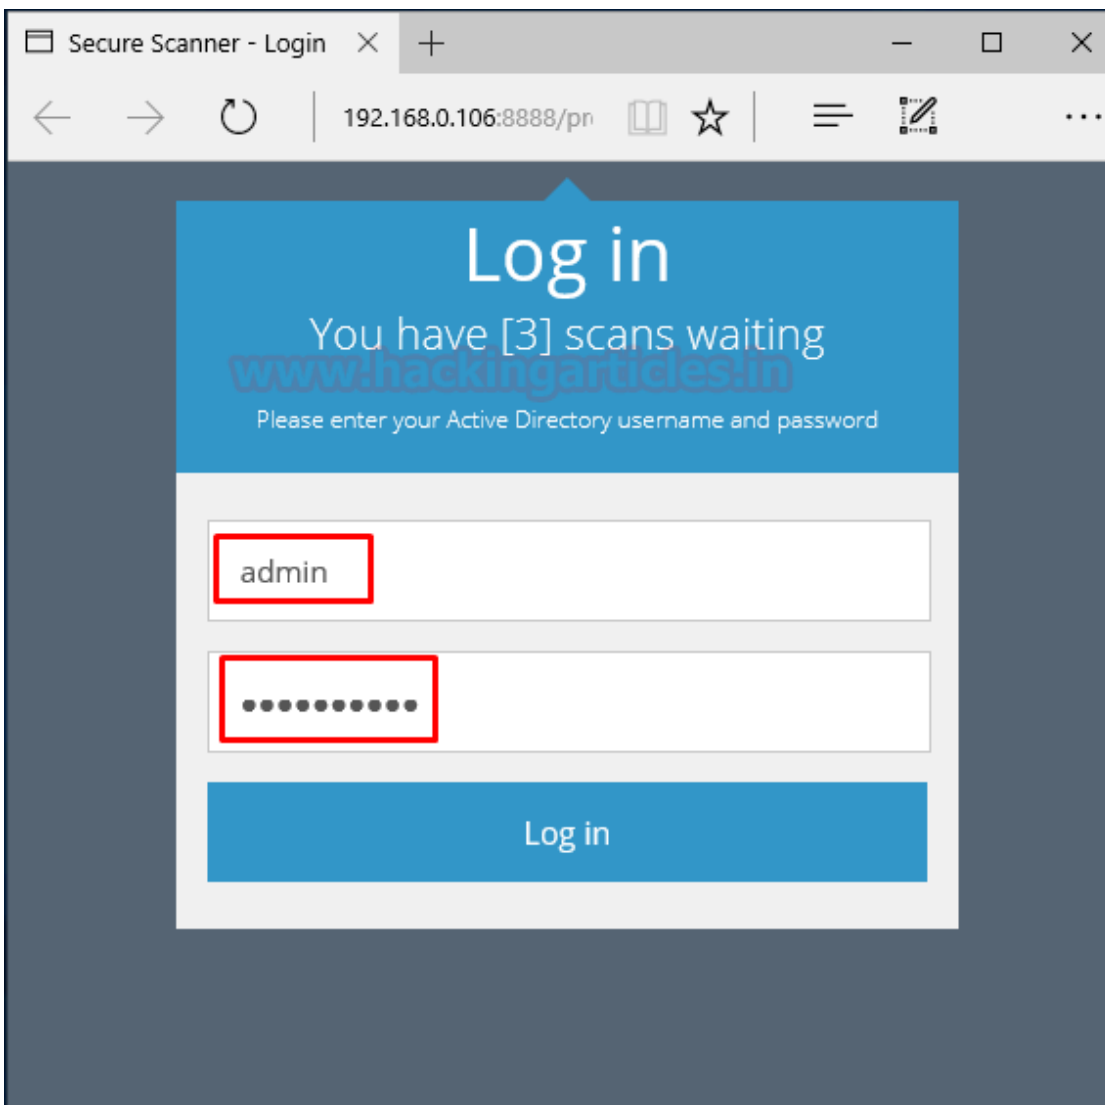 Secure Scanner - Login
192.168.0.106:8888/pr
Log in
You have [3] scans waiting
www.hackingarticles.in
Please enter your Active Directory username and password
admin
••••••••••
Log in